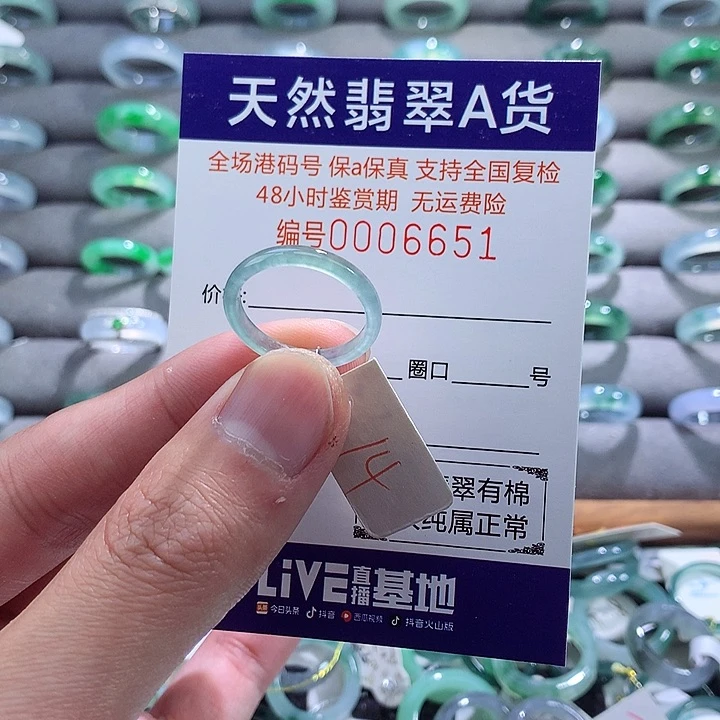 天然翡翠A货
全场港码号 保a保真 支持全国复检
48小时鉴赏期 无运费险
编号0006651
价
圈口 号
14
翠有棉
纯属正常
LiVE直播基地
头条 今日头条 抖音 西瓜视频 抖音火山版